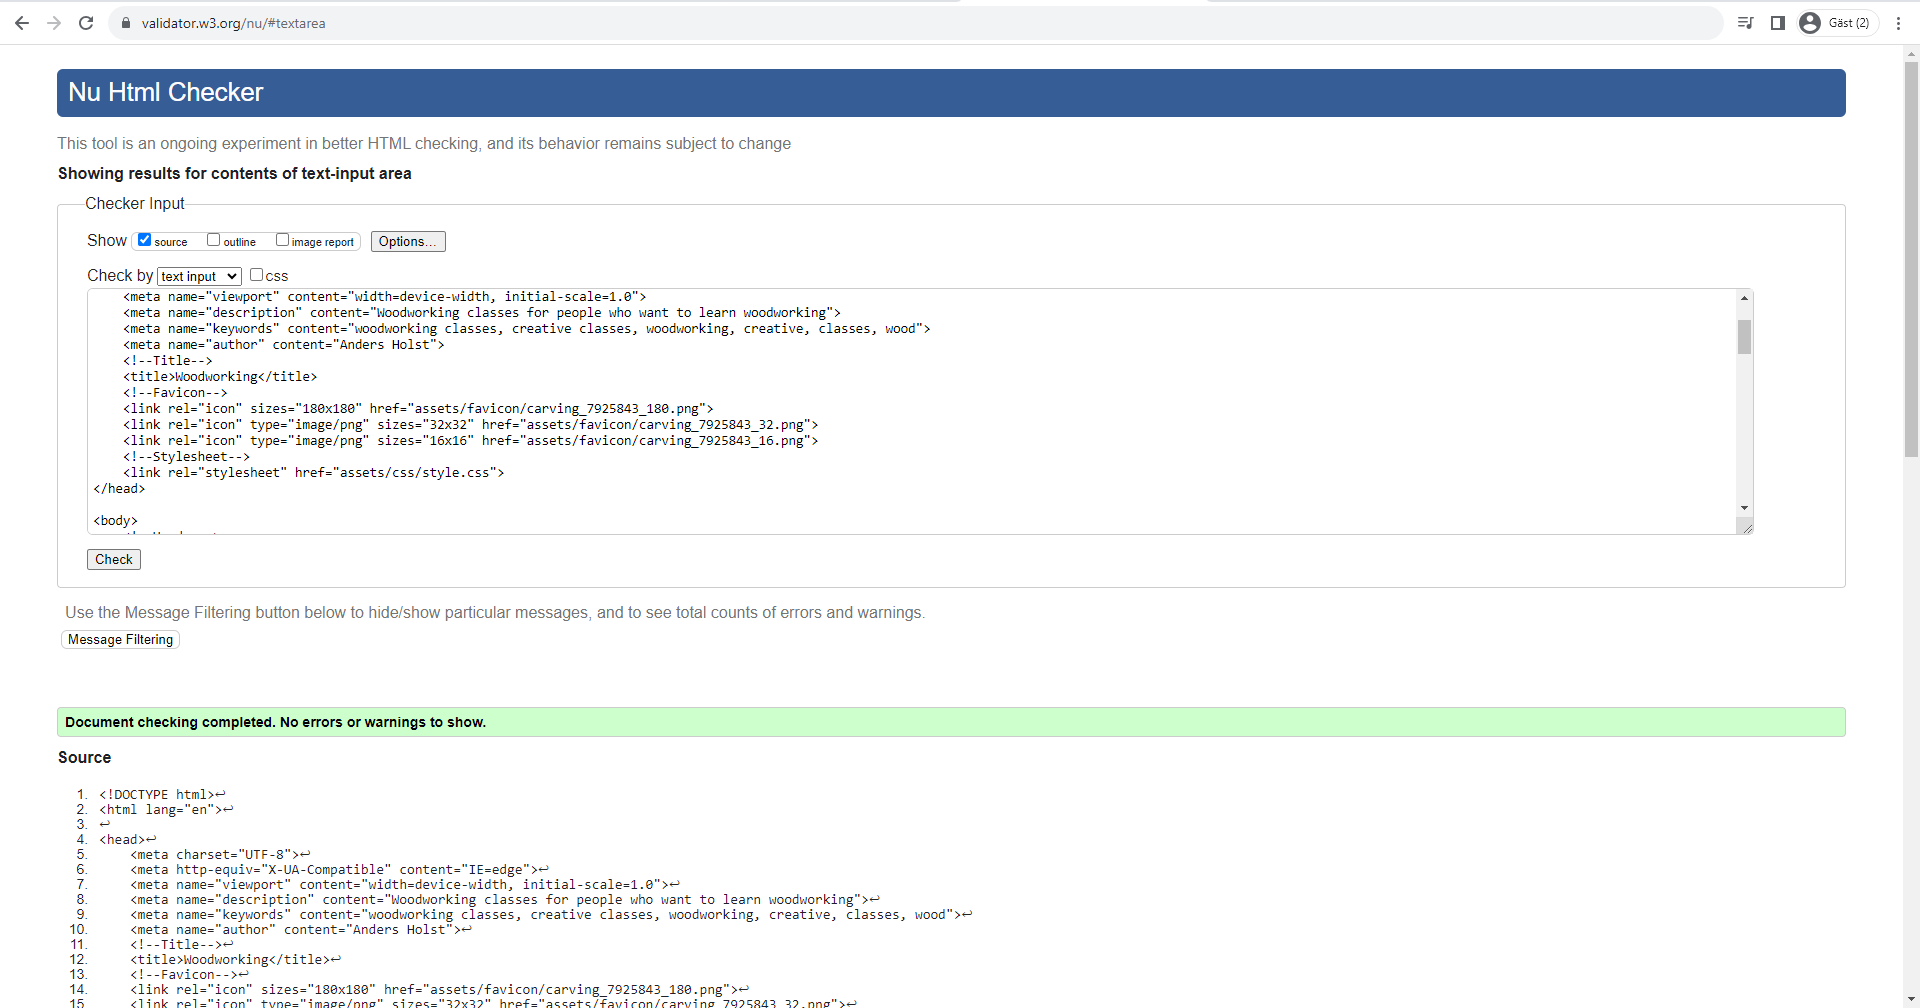 validator.w3.org/nu/#textarea
Gäst (2)
Nu Html Checker
This tool is an ongoing experiment in better HTML checking, and its behavior remains subject to change
Showing results for contents of text-input area
Checker Input
Show source outline image report Options...
Check by text input css
<meta name="viewport" content="width=device-width, initial-scale=1.0">
<meta name="description" content="Woodworking classes for people who want to learn woodworking">
<meta name="keywords" content="woodworking classes, creative classes, woodworking, creative, classes, wood">
<meta name="author" content="Anders Holst">
<!--Title-->
<title>Woodworking</title>
<!--Favicon-->
<link rel="icon" sizes="180x180" href="assets/favicon/carving_7925843_180.png">
<link rel="icon" type="image/png" sizes="32x32" href="assets/favicon/carving_7925843_32.png">
<link rel="icon" type="image/png" sizes="16x16" href="assets/favicon/carving_7925843_16.png">
<!--Stylesheet-->
<link rel="stylesheet" href="assets/css/style.css">
</head>
<body>
Check
Use the Message Filtering button below to hide/show particular messages, and to see total counts of errors and warnings.
Message Filtering
Document checking completed. No errors or warnings to show.
Source
1. <!DOCTYPE html>↩
2. <html lang="en">↩
3. ↩
4. <head>↩
5. <meta charset="UTF-8">↩
6. <meta http-equiv="X-UA-Compatible" content="IE=edge">↩
7. <meta name="viewport" content="width=device-width, initial-scale=1.0">↩
8. <meta name="description" content="Woodworking classes for people who want to learn woodworking">↩
9. <meta name="keywords" content="woodworking classes, creative classes, woodworking, creative, classes, wood">↩
10. <meta name="author" content="Anders Holst">↩
11. <!--Title-->↩
12. <title>Woodworking</title>↩
13. <!--Favicon-->↩
14. <link rel="icon" sizes="180x180" href="assets/favicon/carving_7925843_180.png">↩
15. <link rel="icon" type="image/png" sizes="32x32" href="assets/favicon/carving_7925843_32.png">↩